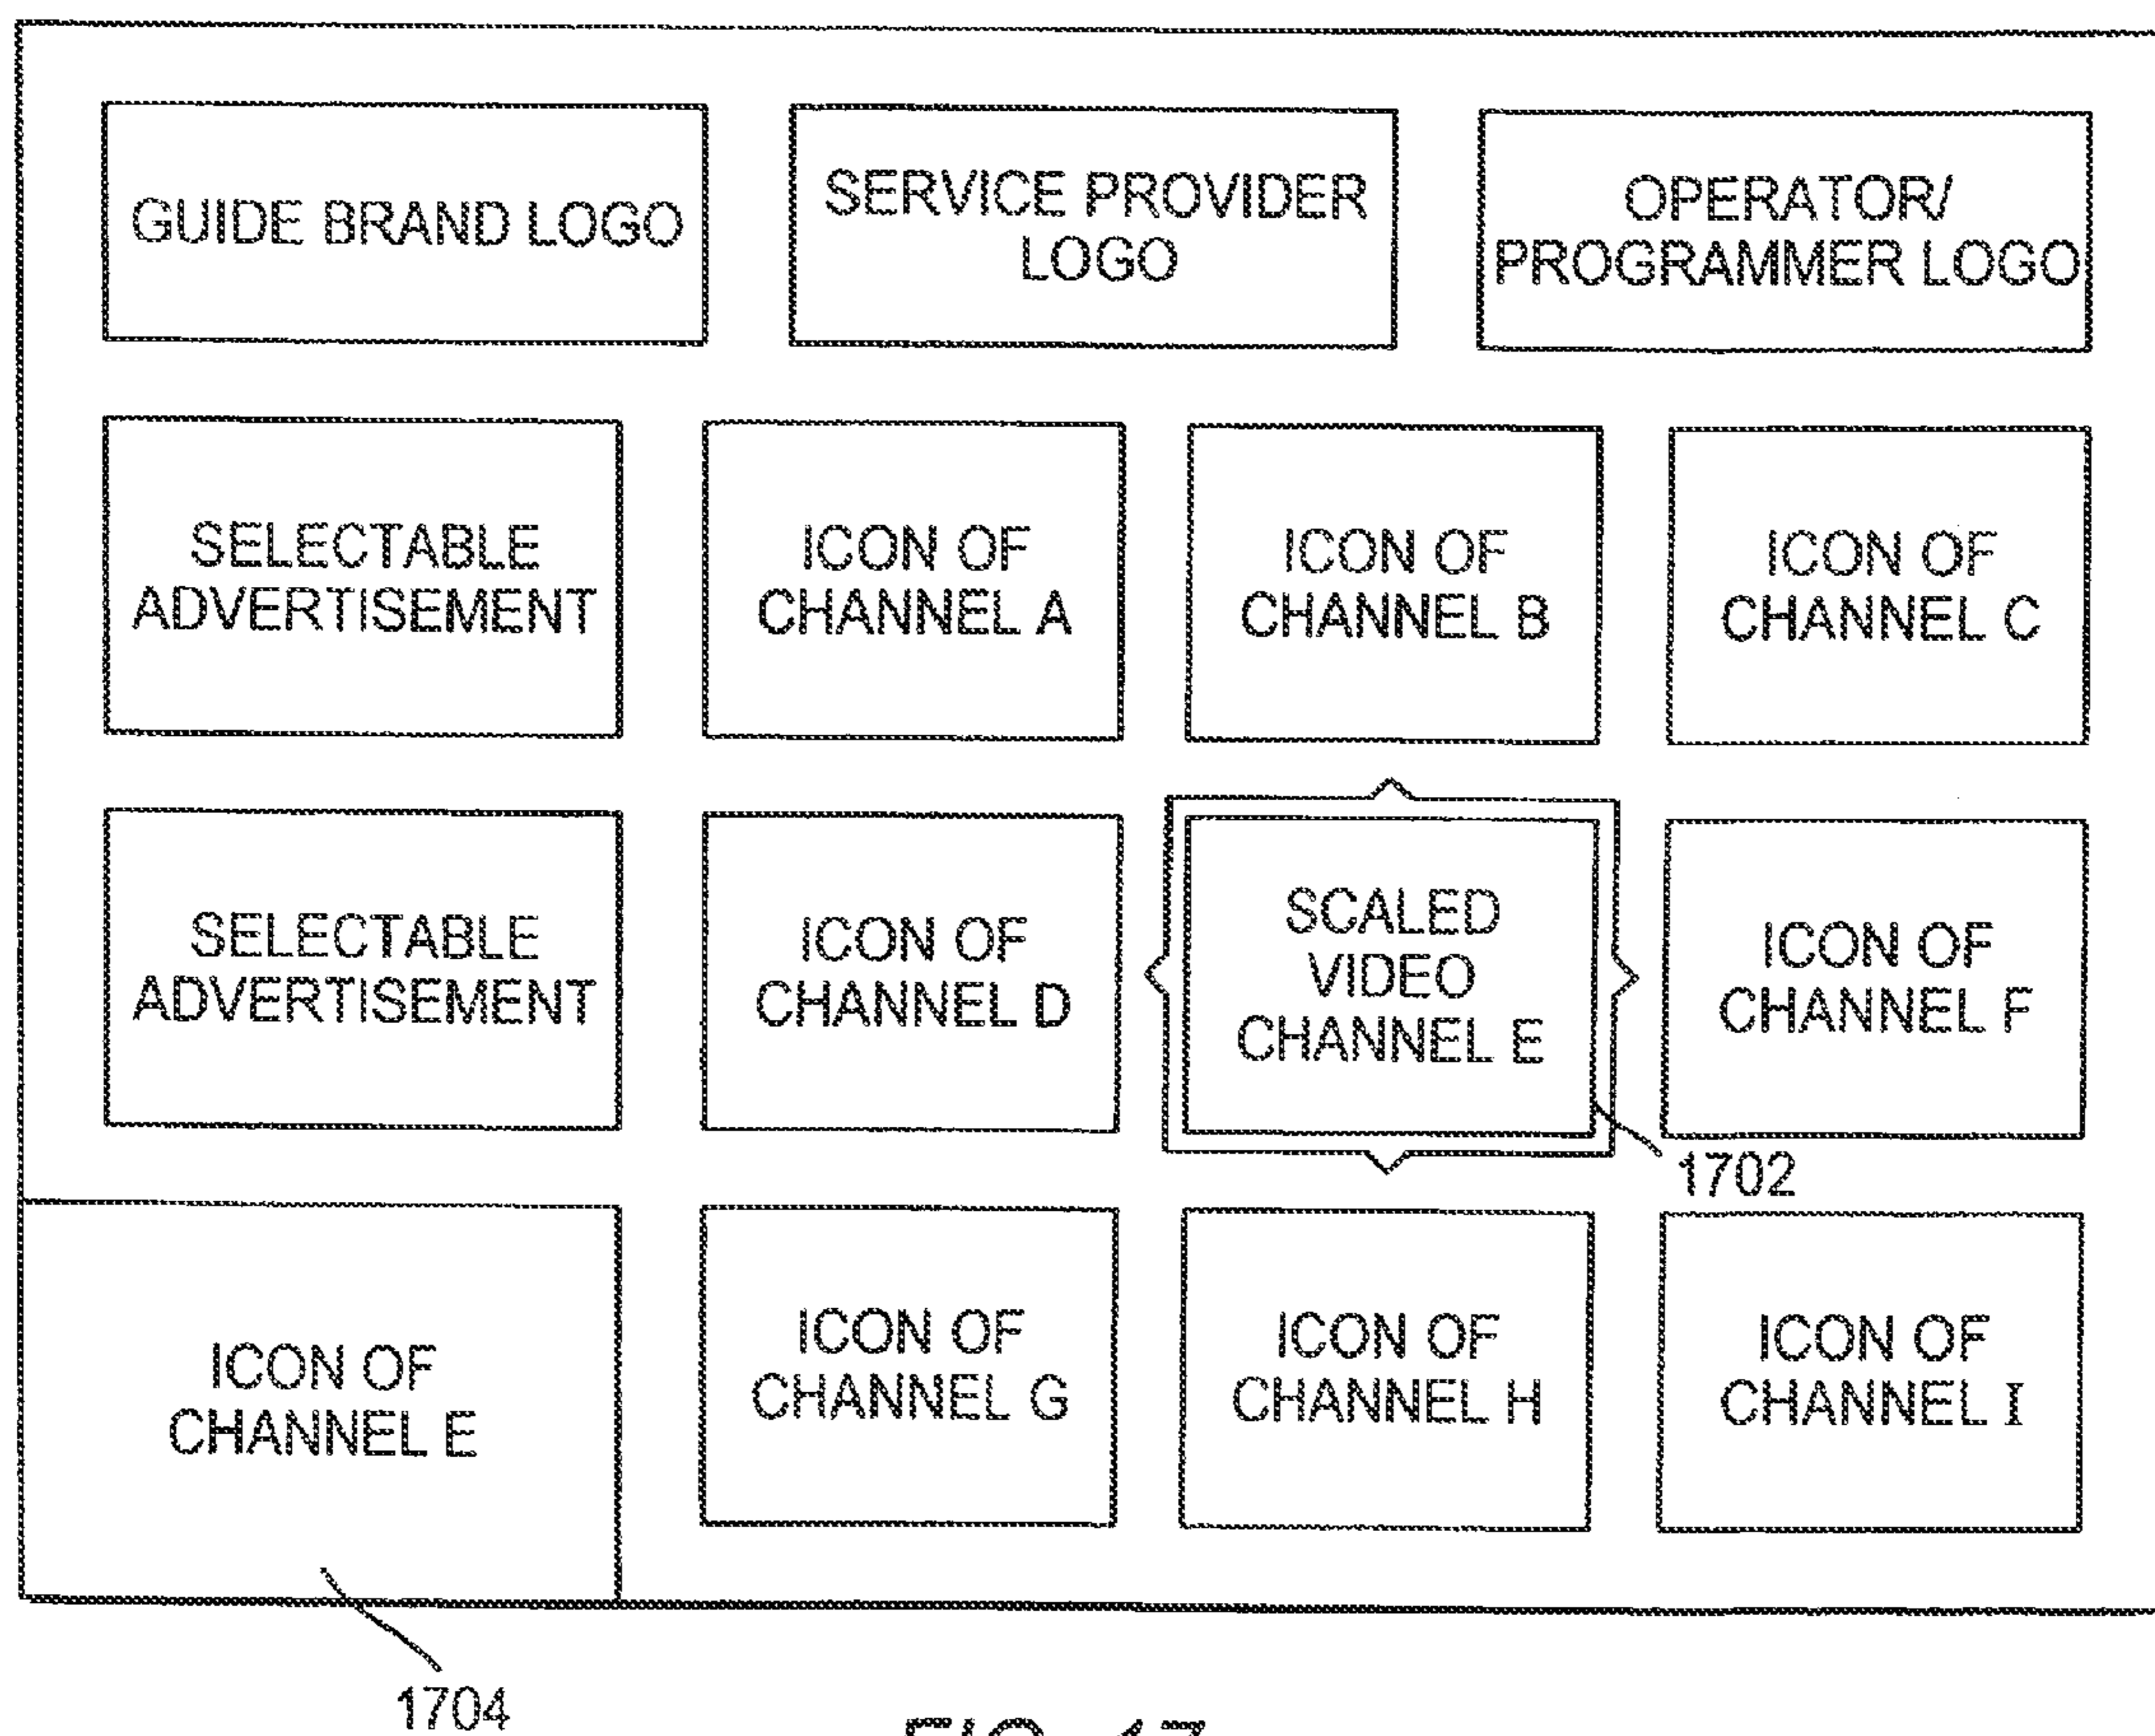 GUIDE BRAND LOGO
SERVICE PROVIDER
LOGO
OPERATOR/
PROGRAMMER LOGO
SELECTABLE
ADVERTISEMENT
ICON OF
CHANNEL A
ICON OF
CHANNEL B
ICON OF
CHANNEL C
SELECTABLE
ADVERTISEMENT
ICON OF
CHANNEL D
SCALED
VIDEO
CHANNEL E
ICON OF
CHANNEL F
1702
ICON OF
CHANNEL E
ICON OF
CHANNEL G
ICON OF
CHANNEL H
ICON OF
CHANNEL I
1704
FIG. 17